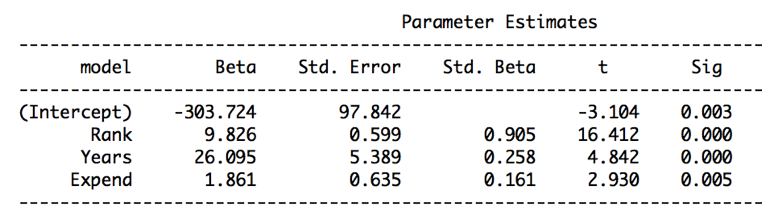 Parameter Estimates
model Beta Std. Error Std. Beta t Sig
(Intercept) -303.724 97.842 -3.104 0.003
Rank 9.826 0.599 0.905 16.412 0.000
Years 26.095 5.389 0.258 4.842 0.000
Expend 1.861 0.635 0.161 2.930 0.005